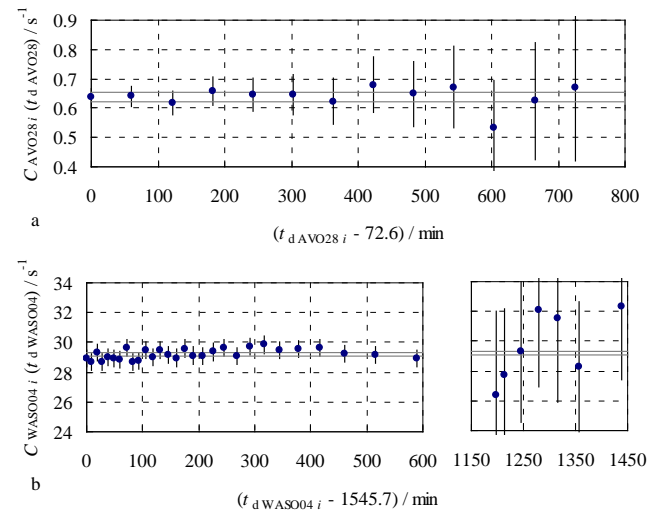 a
C AVO28 i (t d AVO28) / s⁻¹
0.9
0.8
0.7
0.6
0.5
0.4
0 100 200 300 400 500 600 700 800
(t d AVO28 i - 72.6) / min
b
C WASO04 i (t d WASO04) / s⁻¹
34
32
30
28
26
24
0 100 200 300 400 500 600
1150 1250 1350 1450
(t d WASO04 i - 1545.7) / min